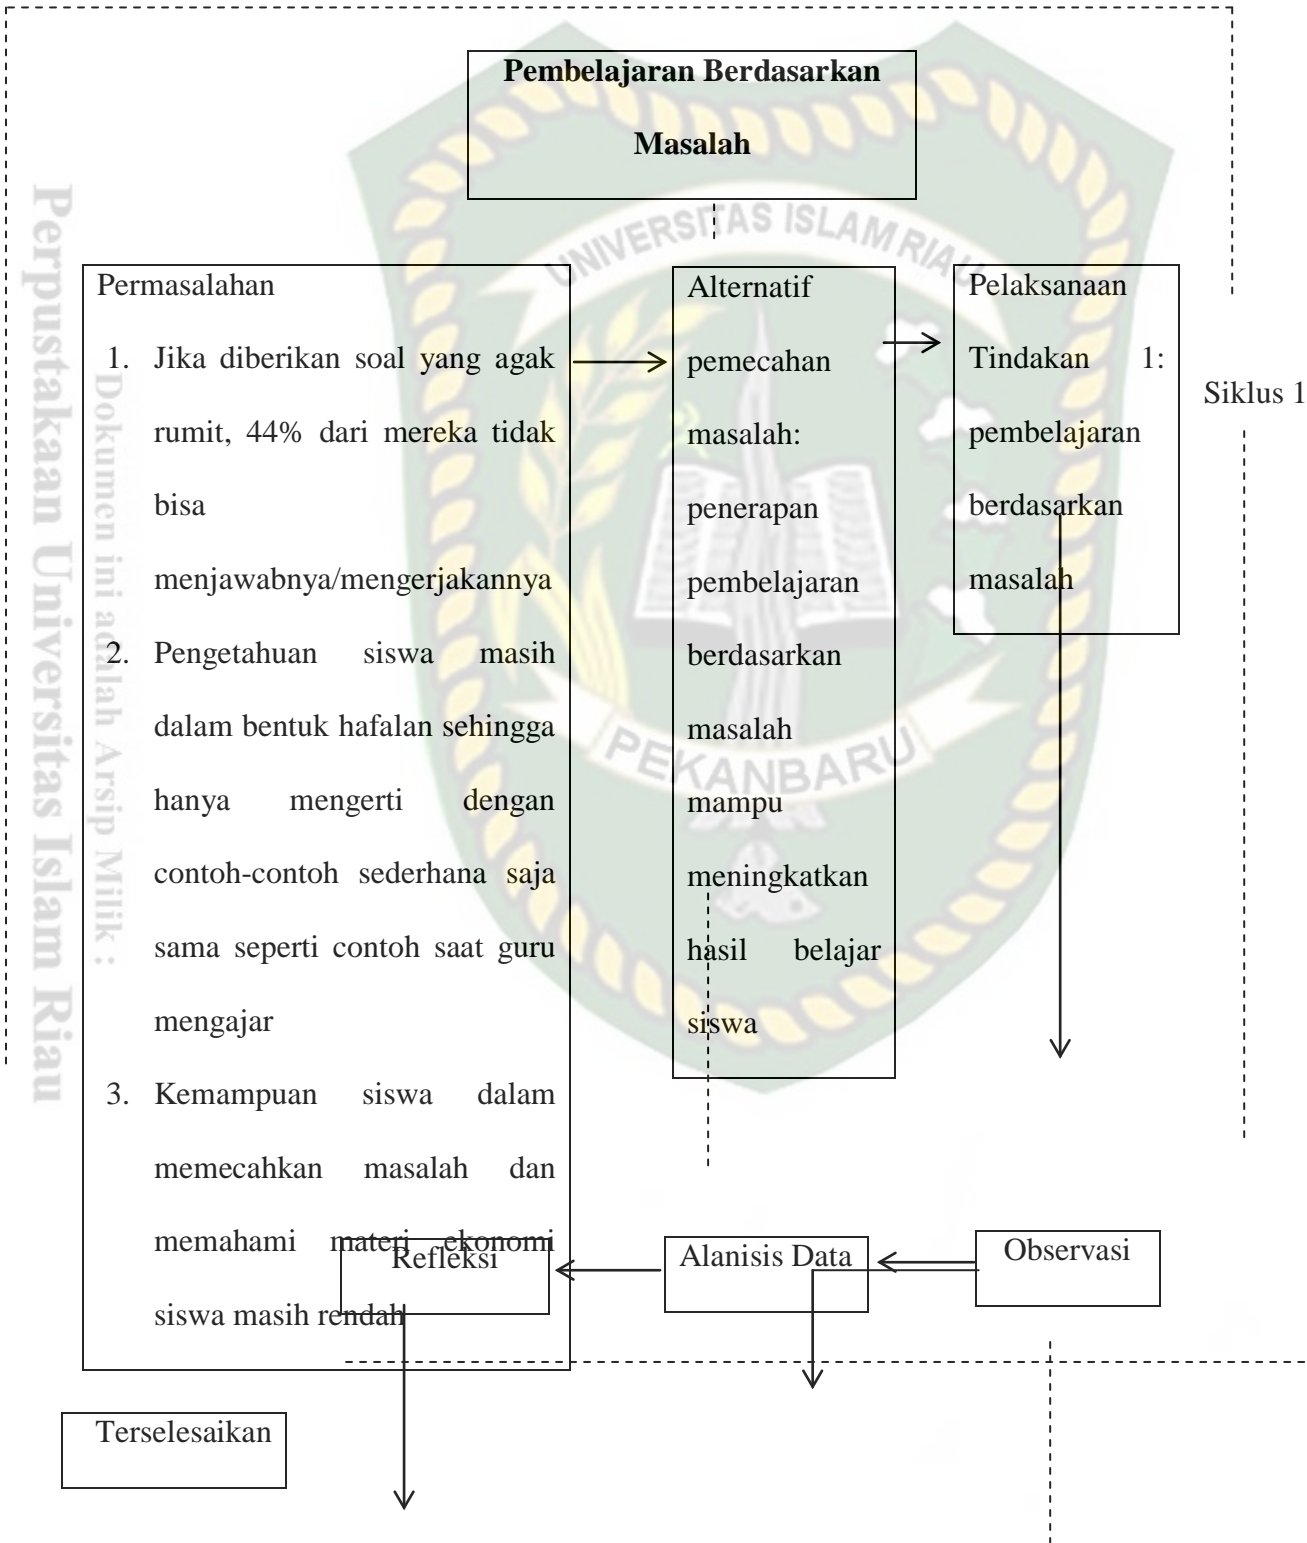 Pembelajaran Berdasarkan
Masalah
UNIVERSITAS ISLAM RIAU
PEKANBARU
Perpustakaan Universitas Islam Riau
Dokumen ini adalah Arsip Milik :
Permasalahan
1. Jika diberikan soal yang agak
rumit, 44% dari mereka tidak
bisa
menjawabnya/mengerjakannya
2. Pengetahuan siswa masih
dalam bentuk hafalan sehingga
hanya mengerti dengan
contoh-contoh sederhana saja
sama seperti contoh saat guru
mengajar
3. Kemampuan siswa dalam
memecahkan masalah dan
memahami materi ekonomi
siswa masih rendah
Alternatif
pemecahan
masalah:
penerapan
pembelajaran
berdasarkan
masalah
mampu
meningkatkan
hasil belajar
siswa
Pelaksanaan
Tindakan 1:
pembelajaran
berdasarkan
masalah
Siklus 1
Refleksi
Alanisis Data
Observasi
Terselesaikan